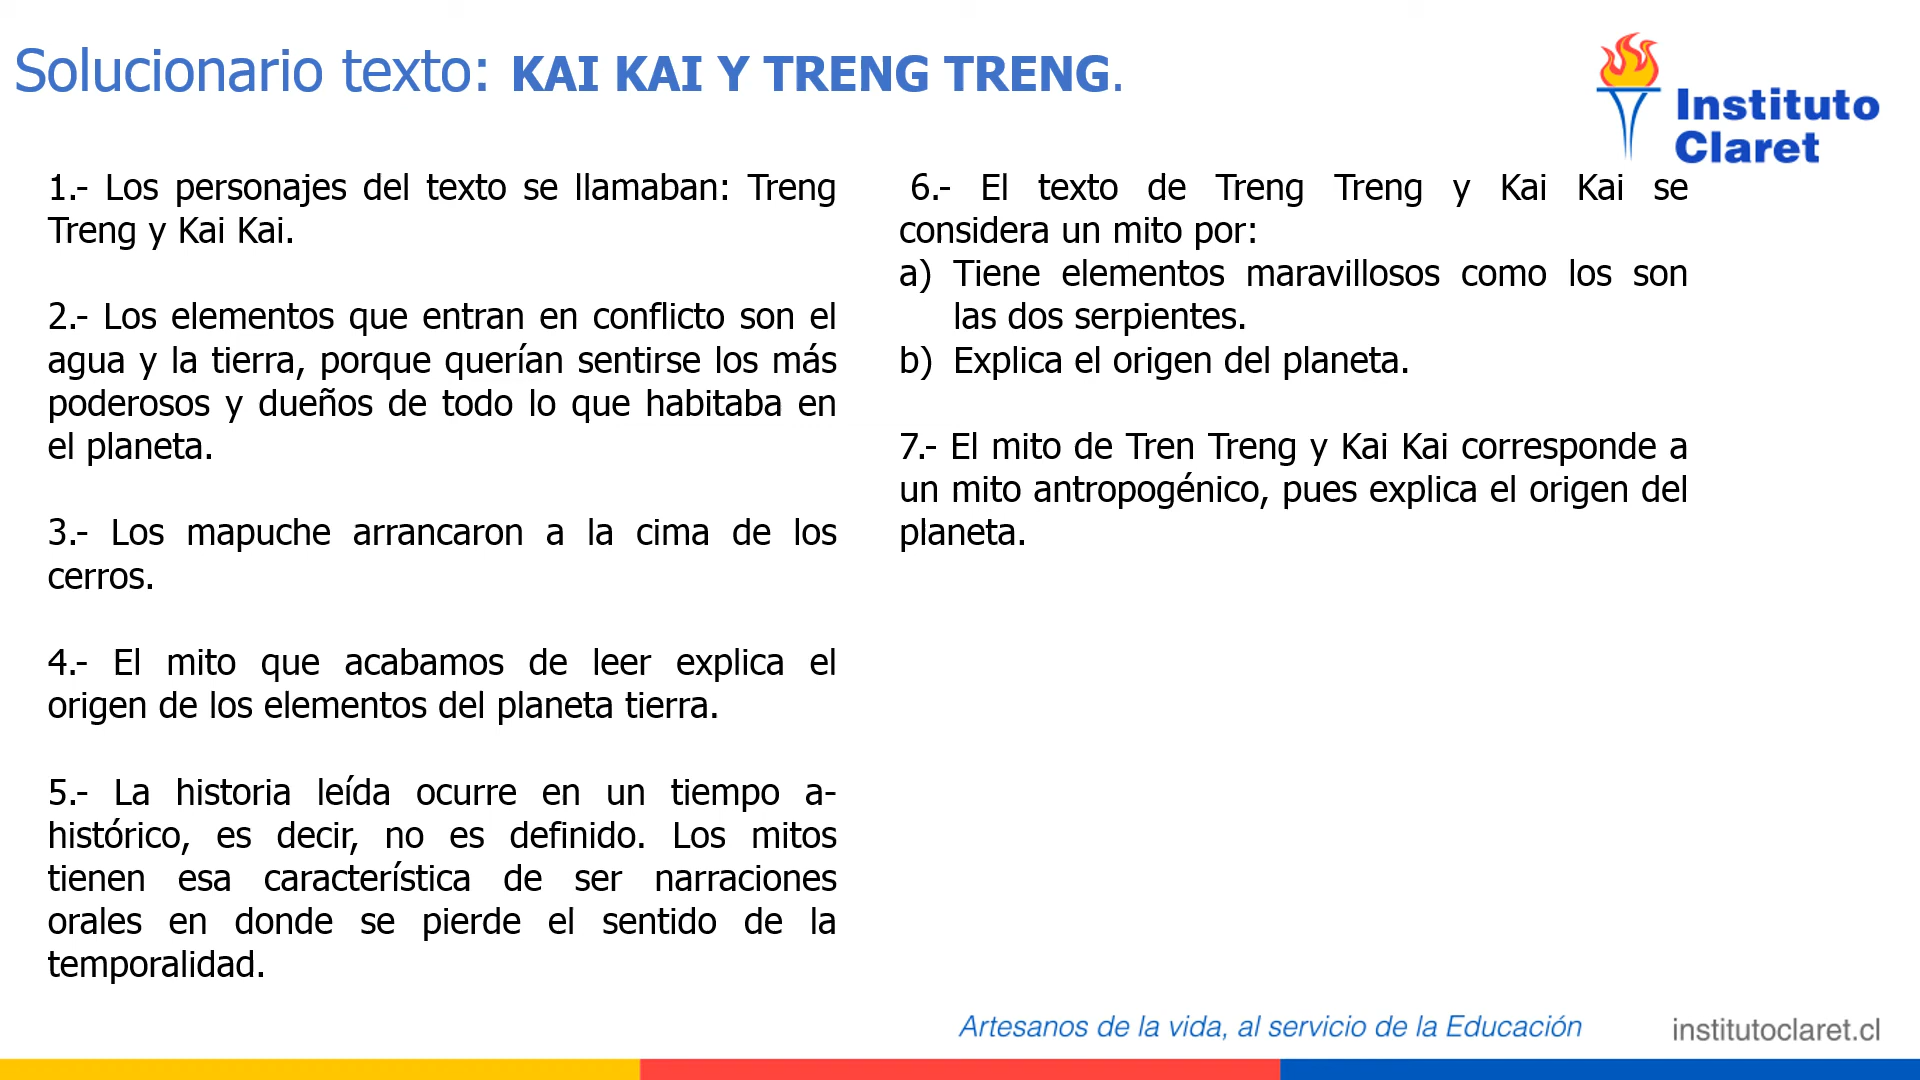 Solucionario texto: KAI KAI Y TRENG TRENG.
Instituto
Claret
1.- Los personajes del texto se llamaban: Treng
Treng y Kai Kai.
2.- Los elementos que entran en conflicto son el
agua y la tierra, porque querían sentirse los más
poderosos y dueños de todo lo que habitaba en
el planeta.
3.- Los mapuche arrancaron a la cima de los
cerros.
4.- El mito que acabamos de leer explica el
origen de los elementos del planeta tierra.
5.- La historia leída ocurre en un tiempo a-
histórico, es decir, no es definido. Los mitos
tienen esa característica de ser narraciones
orales en donde se pierde el sentido de la
temporalidad.
6.- El texto de Treng Treng y Kai Kai se
considera un mito por:
a) Tiene elementos maravillosos como los son
las dos serpientes.
b) Explica el origen del planeta.
7.- El mito de Tren Treng y Kai Kai corresponde a
un mito antropogénico, pues explica el origen del
planeta.
Artesanos de la vida, al servicio de la Educación
institutoclaret.cl